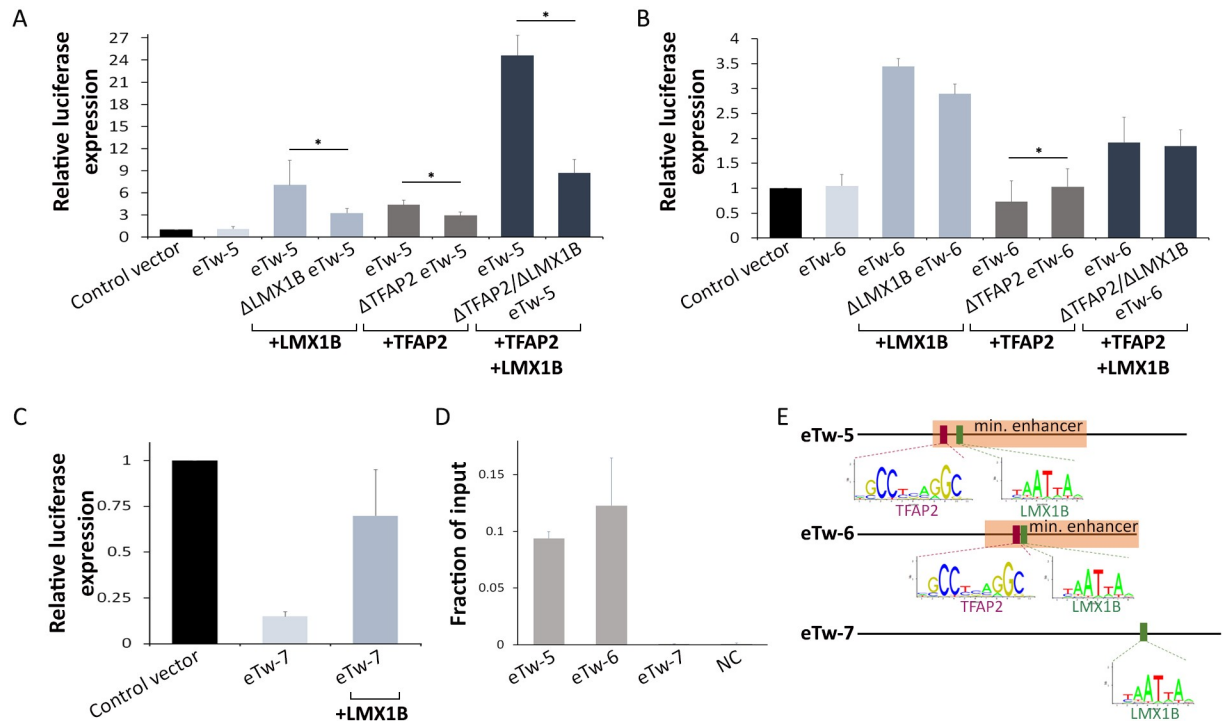 A
Relative luciferase
expression
27
24
21
18
15
12
9
6
3
0
*
*
*
Control vector
eTw-5
eTw-5
ΔLMX1B eTw-5
eTw-5
ΔTFAP2 eTw-5
eTw-5
ΔTFAP2/ΔLMX1B
eTw-5
+LMX1B
+TFAP2
+TFAP2
+LMX1B
B
Relative luciferase
expression
4
3.5
3
2.5
2
1.5
1
0.5
0
*
Control vector
eTw-6
eTw-6
ΔLMX1B eTw-6
eTw-6
ΔTFAP2 eTw-6
eTw-6
ΔTFAP2/ΔLMX1B
eTw-6
+LMX1B
+TFAP2
+TFAP2
+LMX1B
C
Relative luciferase
expression
1
0.75
0.5
0.25
0
Control vector
eTw-7
eTw-7
+LMX1B
D
Fraction of input
0.15
0.1
0.05
0
eTw-5
eTw-6
eTw-7
NC
E
eTw-5
min. enhancer
TFAP2
LMX1B
eTw-6
min. enhancer
TFAP2
LMX1B
eTw-7
LMX1B